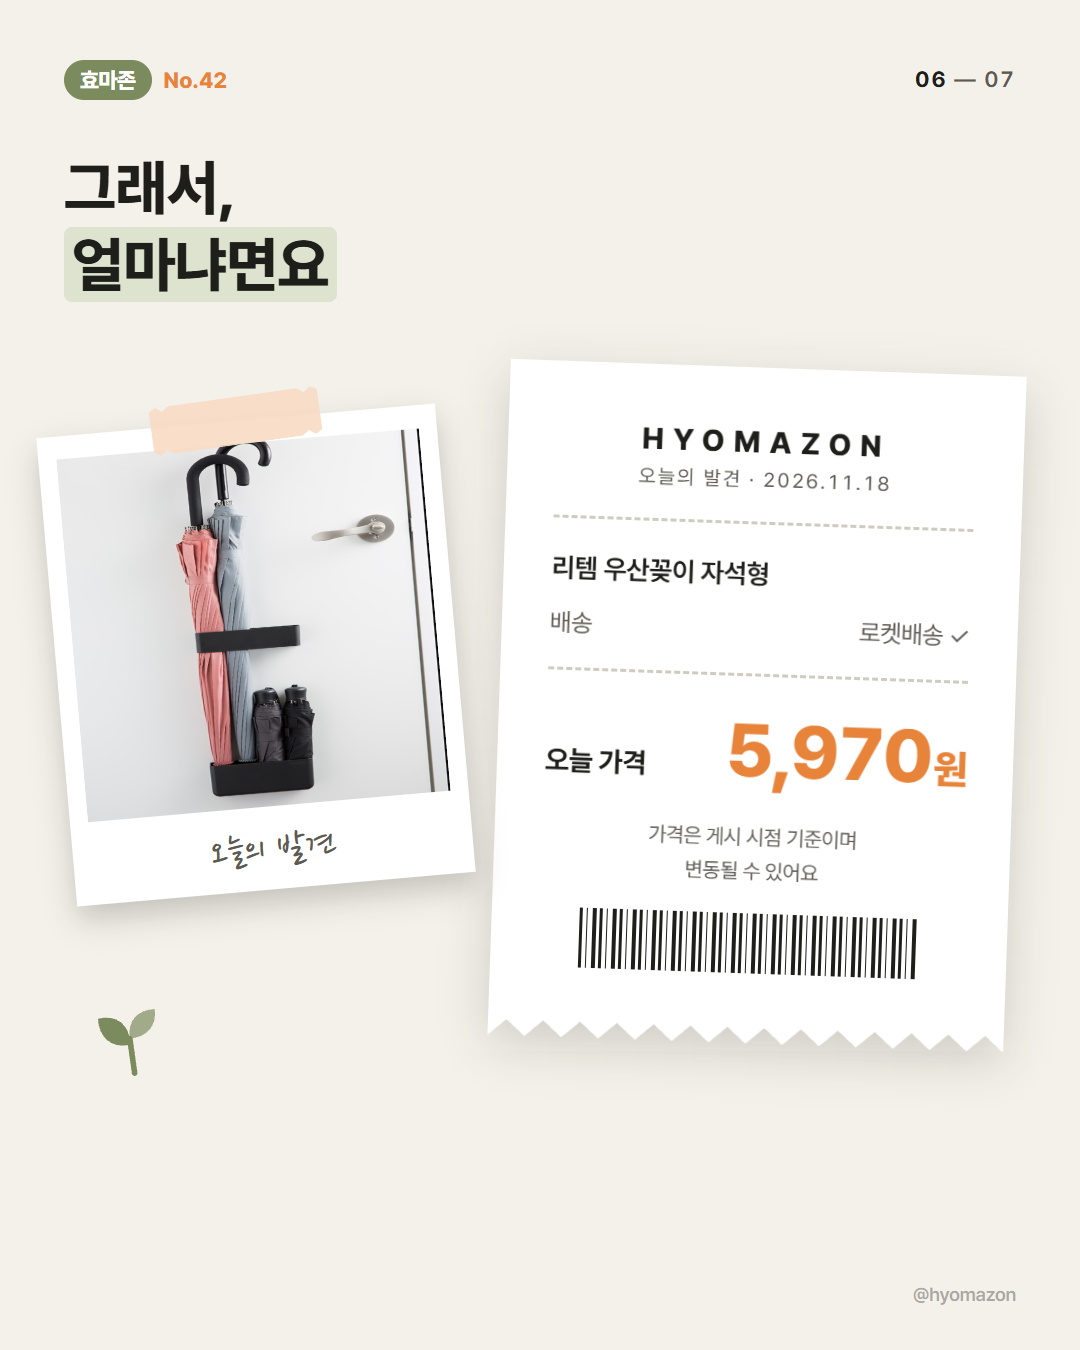 효마존 No.42
06 — 07
그래서,
얼마냐면요
HYOMAZON
오늘의 발견 · 2026.11.18
리템 우산꽂이 자석형
배송 로켓배송 ✓
오늘 가격 5,970원
가격은 게시 시점 기준이며
변동될 수 있어요
오늘의 발견
@hyomazon